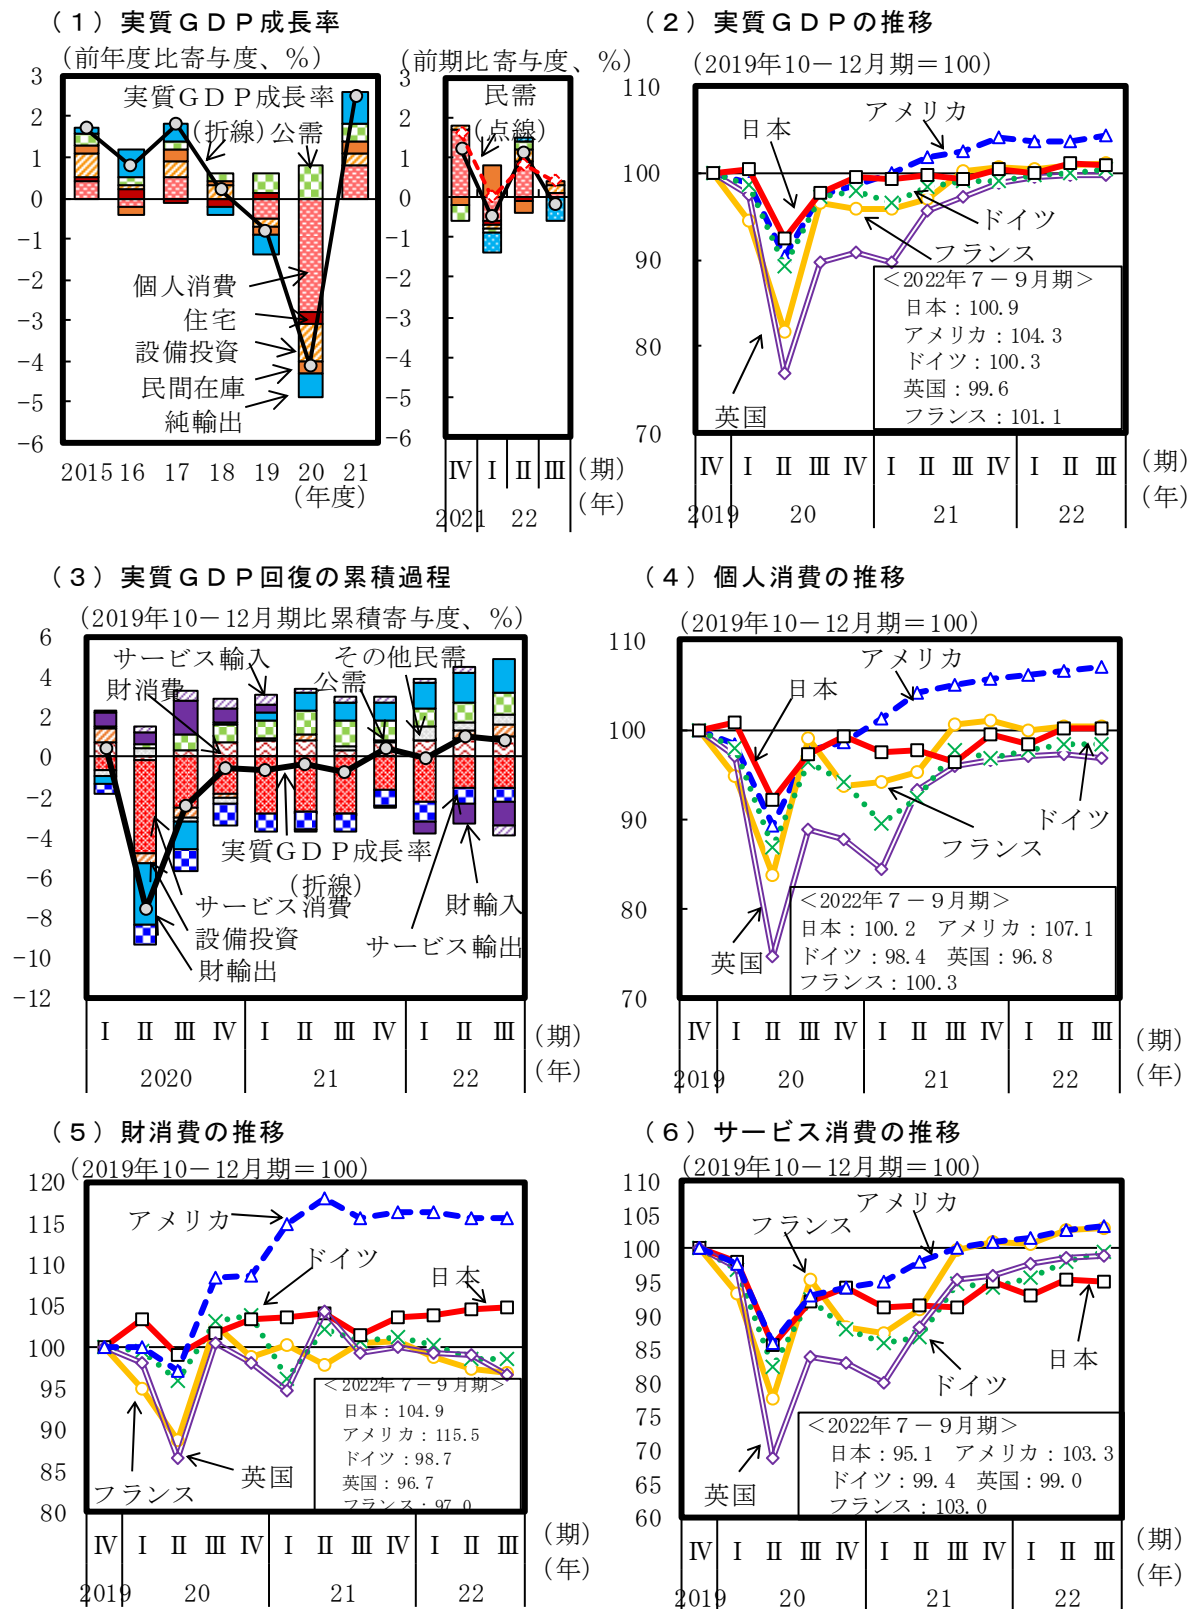 （１）実質ＧＤＰ成長率
（前年度比寄与度、％）
3
2
1
0
-1
-2
-3
-4
-5
-6
実質ＧＤＰ成長率
（折線）
公需
個人消費
住宅
設備投資
民間在庫
純輸出
2015 16 17 18 19 20 21
（年度）
（前期比寄与度、％）
3
2
1
0
-1
-2
-3
-4
-5
-6
民需
（点線）
Ⅳ Ⅰ Ⅱ Ⅲ （期）
2021 22 （年）
（２）実質ＧＤＰの推移
（2019年10－12月期＝100）
110
100
90
80
70
アメリカ
日本
ドイツ
フランス
英国
＜2022年７－９月期＞
日本：100.9
アメリカ：104.3
ドイツ：100.3
英国：99.6
フランス：101.1
Ⅳ Ⅰ Ⅱ Ⅲ Ⅳ Ⅰ Ⅱ Ⅲ Ⅳ Ⅰ Ⅱ Ⅲ （期）
2019 20 21 22 （年）
（３）実質ＧＤＰ回復の累積過程
（2019年10－12月期比累積寄与度、％）
6
4
2
0
-2
-4
-6
-8
-10
-12
サービス輸入
財消費
その他民需
公需
実質ＧＤＰ成長率
（折線）
サービス消費
設備投資
財輸出
財輸入
サービス輸出
Ⅰ Ⅱ Ⅲ Ⅳ Ⅰ Ⅱ Ⅲ Ⅳ Ⅰ Ⅱ Ⅲ （期）
2020 21 22 （年）
（４）個人消費の推移
（2019年10－12月期＝100）
110
100
90
80
70
アメリカ
日本
ドイツ
フランス
英国
＜2022年７－９月期＞
日本：100.2 アメリカ：107.1
ドイツ：98.4 英国：96.8
フランス：100.3
Ⅳ Ⅰ Ⅱ Ⅲ Ⅳ Ⅰ Ⅱ Ⅲ Ⅳ Ⅰ Ⅱ Ⅲ （期）
2019 20 21 22 （年）
（５）財消費の推移
（2019年10－12月期＝100）
120
115
110
105
100
95
90
85
80
アメリカ
ドイツ
日本
フランス
英国
＜2022年７－９月期＞
日本：104.9
アメリカ：115.5
ドイツ：98.7
英国：96.7
フランス：97.0
Ⅳ Ⅰ Ⅱ Ⅲ Ⅳ Ⅰ Ⅱ Ⅲ Ⅳ Ⅰ Ⅱ Ⅲ （期）
2019 20 21 22 （年）
（６）サービス消費の推移
（2019年10－12月期＝100）
110
105
100
95
90
85
80
75
70
65
60
アメリカ
フランス
日本
ドイツ
英国
＜2022年７－９月期＞
日本：95.1 アメリカ：103.3
ドイツ：99.4 英国：99.0
フランス：103.0
Ⅳ Ⅰ Ⅱ Ⅲ Ⅳ Ⅰ Ⅱ Ⅲ Ⅳ Ⅰ Ⅱ Ⅲ （期）
2019 20 21 22 （年）